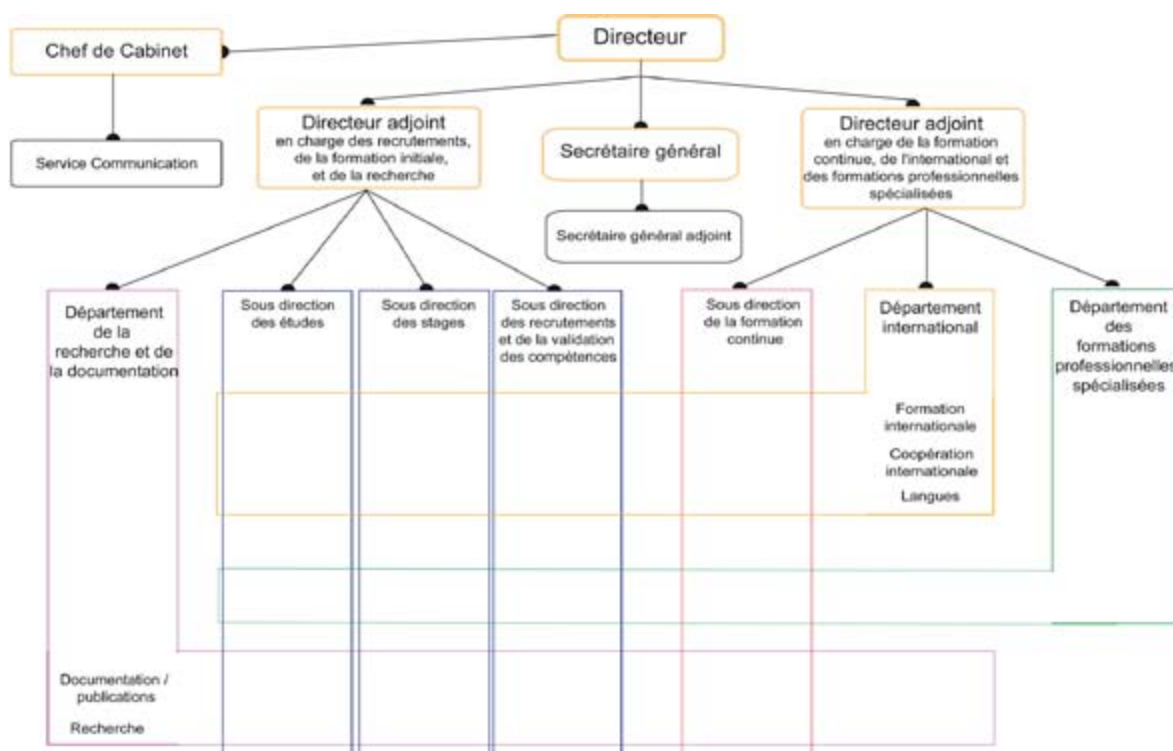 Directeur
Chef de Cabinet
Service Communication
Directeur adjoint
en charge des recrutements,
de la formation initiale,
et de la recherche
Secrétaire général
Secrétaire général adjoint
Directeur adjoint
en charge de la formation
continue, de l'international et
des formations professionnelles
spécialisées
Département
de la
recherche et de
la documentation
Sous direction
des études
Sous direction
des stages
Sous direction
des recrutements
et de la validation
des compétences
Sous direction
de la formation
continue
Département
international
Département
des
formations
professionnelles
spécialisées
Formation
internationale
Coopération
internationale
Langues
Documentation /
publications
Recherche